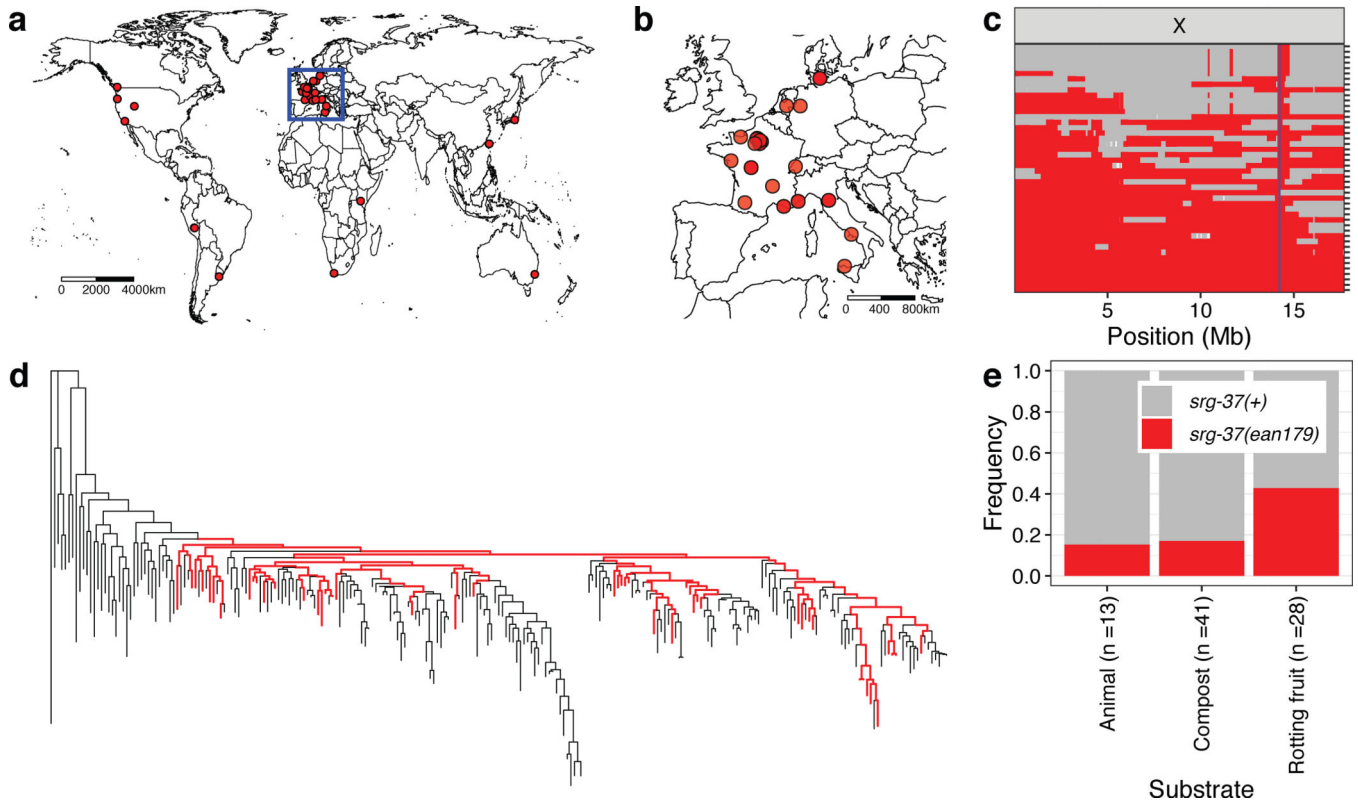 a
0 2000 4000km
b
0 400 800km
c
X
5 10 15
Position (Mb)
d
e
Frequency
1.0
0.8
0.6
0.4
0.2
0.0
srg-37(+)
srg-37(ean179)
Animal (n =13)
Compost (n =41)
Rotting fruit (n =28)
Substrate